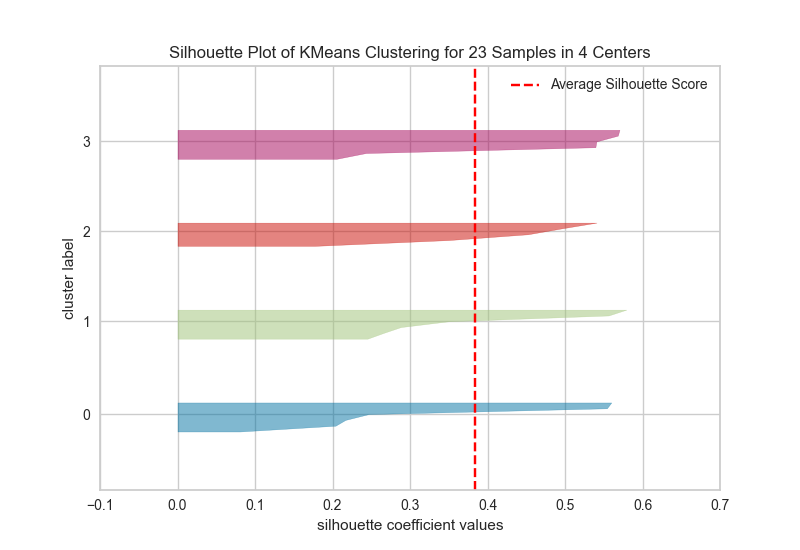 Silhouette Plot of KMeans Clustering for 23 Samples in 4 Centers
Average Silhouette Score
3
2
1
0
cluster label
−0.1 0.0 0.1 0.2 0.3 0.4 0.5 0.6 0.7
silhouette coefficient values